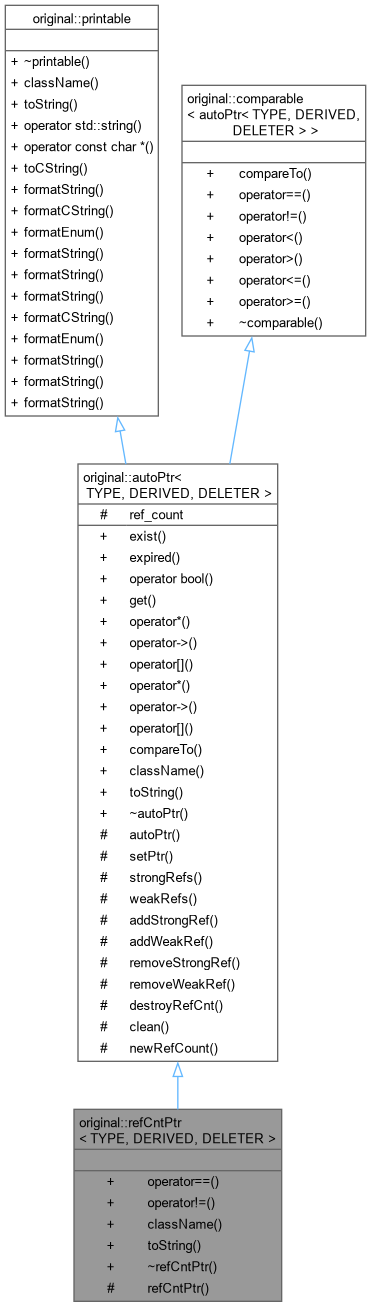 original::printable
+ ~printable()
+ className()
+ toString()
+ operator std::string()
+ operator const char *()
+ toCString()
+ formatString()
+ formatCString()
+ formatEnum()
+ formatString()
+ formatString()
+ formatString()
+ formatCString()
+ formatEnum()
+ formatString()
+ formatString()
+ formatString()
original::comparable
< autoPtr< TYPE, DERIVED,
DELETER > >
+ compareTo()
+ operator==()
+ operator!=()
+ operator<()
+ operator>()
+ operator<=()
+ operator>=()
+ ~comparable()
original::autoPtr<
TYPE, DERIVED, DELETER >
# ref_count
+ exist()
+ expired()
+ operator bool()
+ get()
+ operator*()
+ operator->()
+ operator[]()
+ operator*()
+ operator->()
+ operator[]()
+ compareTo()
+ className()
+ toString()
+ ~autoPtr()
# autoPtr()
# setPtr()
# strongRefs()
# weakRefs()
# addStrongRef()
# addWeakRef()
# removeStrongRef()
# removeWeakRef()
# destroyRefCnt()
# clean()
# newRefCount()
original::refCntPtr
< TYPE, DERIVED, DELETER >
+ operator==()
+ operator!=()
+ className()
+ toString()
+ ~refCntPtr()
# refCntPtr()